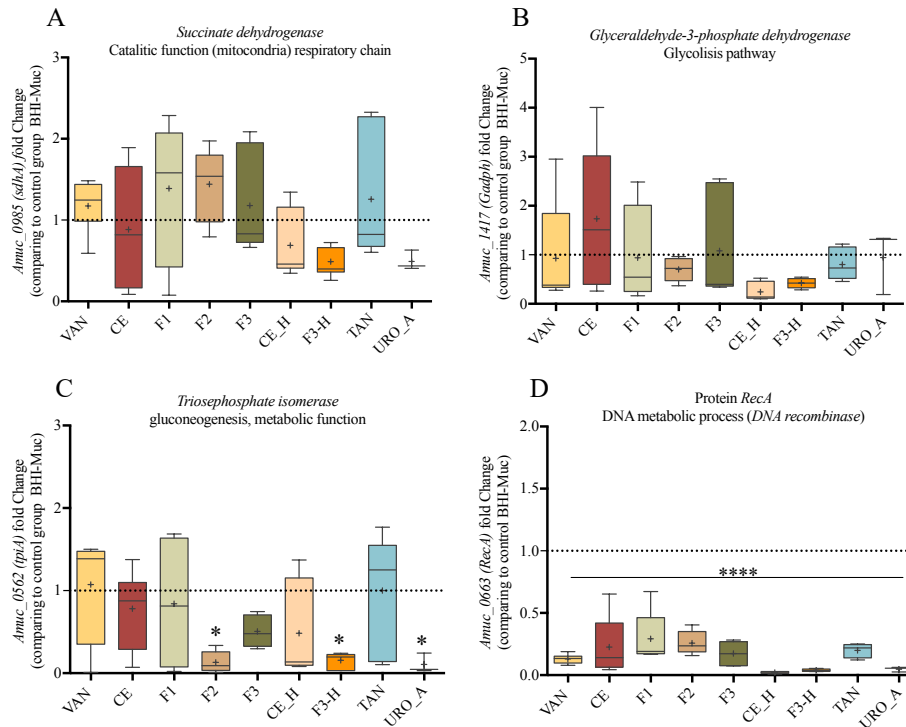 A
Succinate dehydrogenase
Catalitic function (mitocondria) respiratory chain
Amuc_0985 (sdhA) fold Change
(comparing to control group BHI-Muc)
3
2
1
0
VAN
CE
F1
F2
F3
CE_H
F3-H
TAN
URO_A
B
Glyceraldehyde-3-phosphate dehydrogenase
Glycolisis pathway
Amuc_1417 (Gadph) fold Change
(comparing to control group BHI-Muc)
5
4
3
2
1
0
VAN
CE
F1
F2
F3
CE_H
F3-H
TAN
URO_A
C
Triosephosphate isomerase
gluconeogenesis, metabolic function
Amuc_0562 (tpiA) fold Change
(comparing to control group BHI-Muc)
3
2
1
0
*
*
*
VAN
CE
F1
F2
F3
CE_H
F3-H
TAN
URO_A
D
Protein RecA
DNA metabolic process (DNA recombinase)
Amuc_0663 (RecA) fold Change
(comparing to control BHI-Muc)
2.0
1.5
1.0
0.5
0.0
****
VAN
CE
F1
F2
F3
CE_H
F3-H
TAN
URO_A